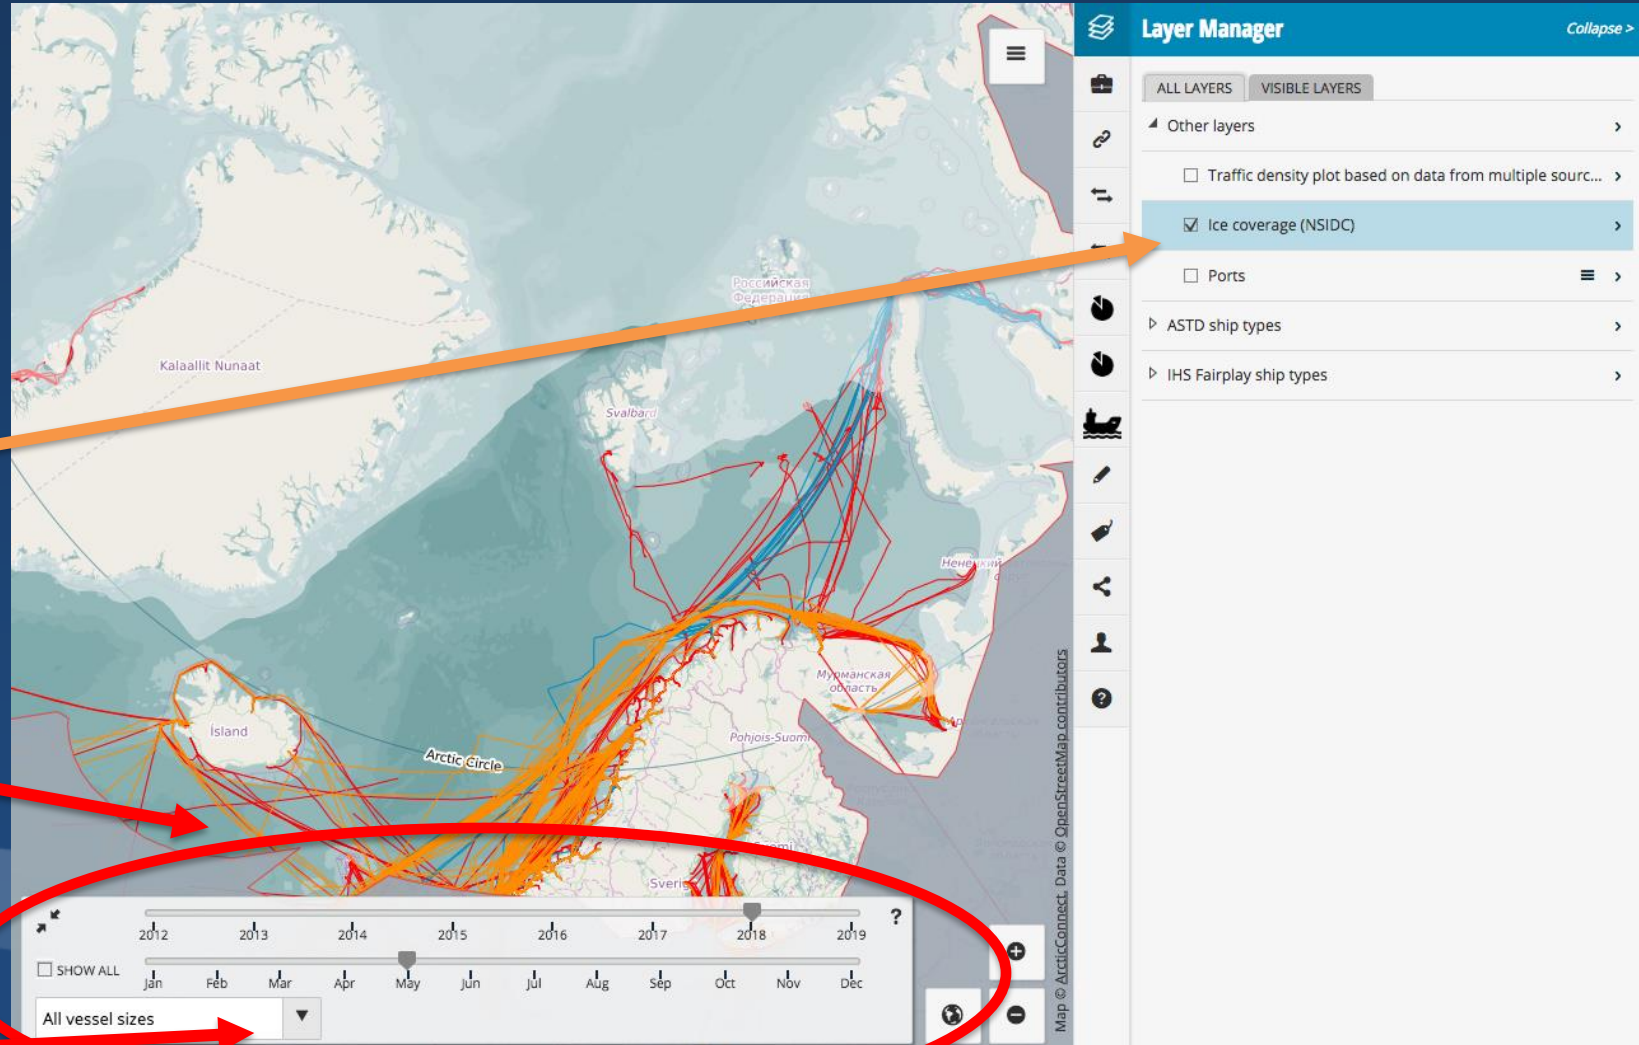 Layer Manager
Collapse >
ALL LAYERS
VISIBLE LAYERS
Other layers
Traffic density plot based on data from multiple sourc...
Ice coverage (NSIDC)
Ports
ASTD ship types
IHS Fairplay ship types
Российская
Федерация
Kalaallit Nunaat
Svalbard
Ненецкий
Мурманская
область
Ísland
Pohjois-Suomi
Arctic Circle
Suomi
Sveri
Map © ArcticConnect, Data © OpenStreetMap contributors
?
2012 2013 2014 2015 2016 2017 2018 2019
SHOW ALL
Jan Feb Mar Apr May Jun Jul Aug Sep Oct Nov Dec
All vessel sizes